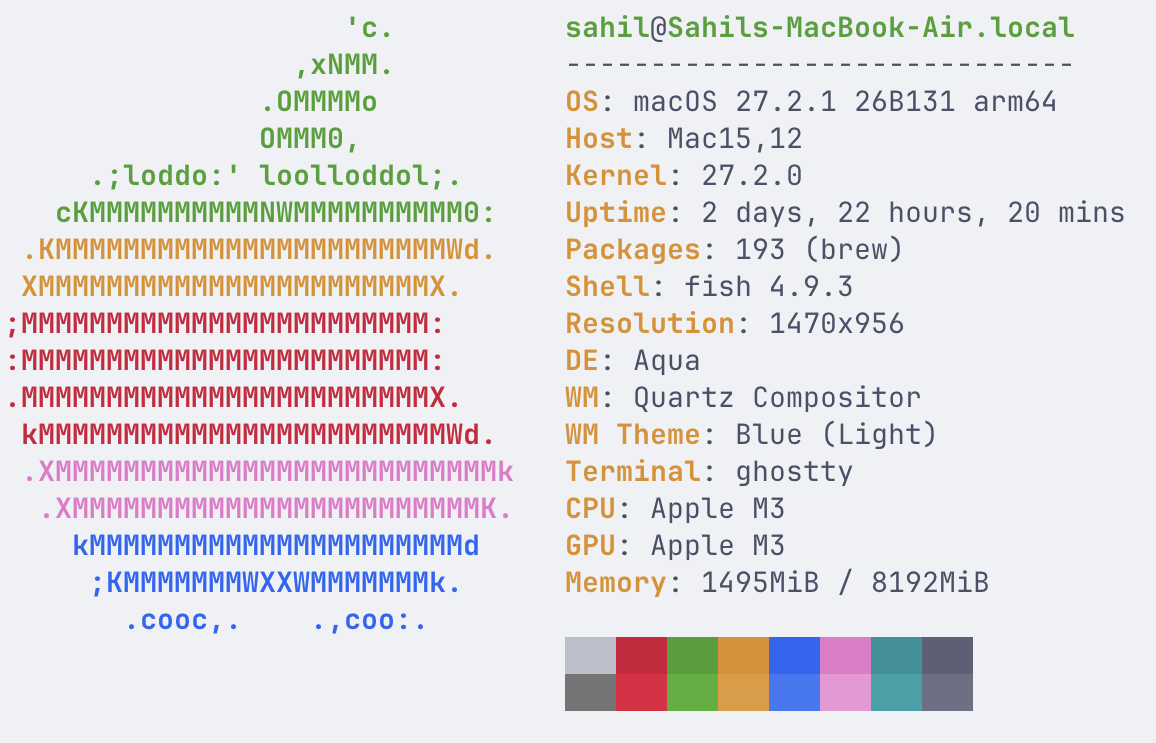 'c.          sahil@Sahils-MacBook-Air.local
                 ,xNMM.          ------------------------------
               .OMMMMo           OS: macOS 27.2.1 26B131 arm64
               OMMM0,            Host: Mac15,12
     .;loddo:' loolloddol;.      Kernel: 27.2.0
   cKMMMMMMMMMMNWMMMMMMMMMM0:    Uptime: 2 days, 22 hours, 20 mins
 .KMMMMMMMMMMMMMMMMMMMMMMMWd.    Packages: 193 (brew)
 XMMMMMMMMMMMMMMMMMMMMMMMX.      Shell: fish 4.9.3
;MMMMMMMMMMMMMMMMMMMMMMMM:       Resolution: 1470x956
:MMMMMMMMMMMMMMMMMMMMMMMM:       DE: Aqua
.MMMMMMMMMMMMMMMMMMMMMMMMX.      WM: Quartz Compositor
 kMMMMMMMMMMMMMMMMMMMMMMMMWd.    WM Theme: Blue (Light)
 .XMMMMMMMMMMMMMMMMMMMMMMMMMMk   Terminal: ghostty
  .XMMMMMMMMMMMMMMMMMMMMMMMMK.   CPU: Apple M3
    kMMMMMMMMMMMMMMMMMMMMMMd     GPU: Apple M3
     ;KMMMMMMMWXXWMMMMMMMk.      Memory: 1495MiB / 8192MiB
       .cooc,.    .,coo:.